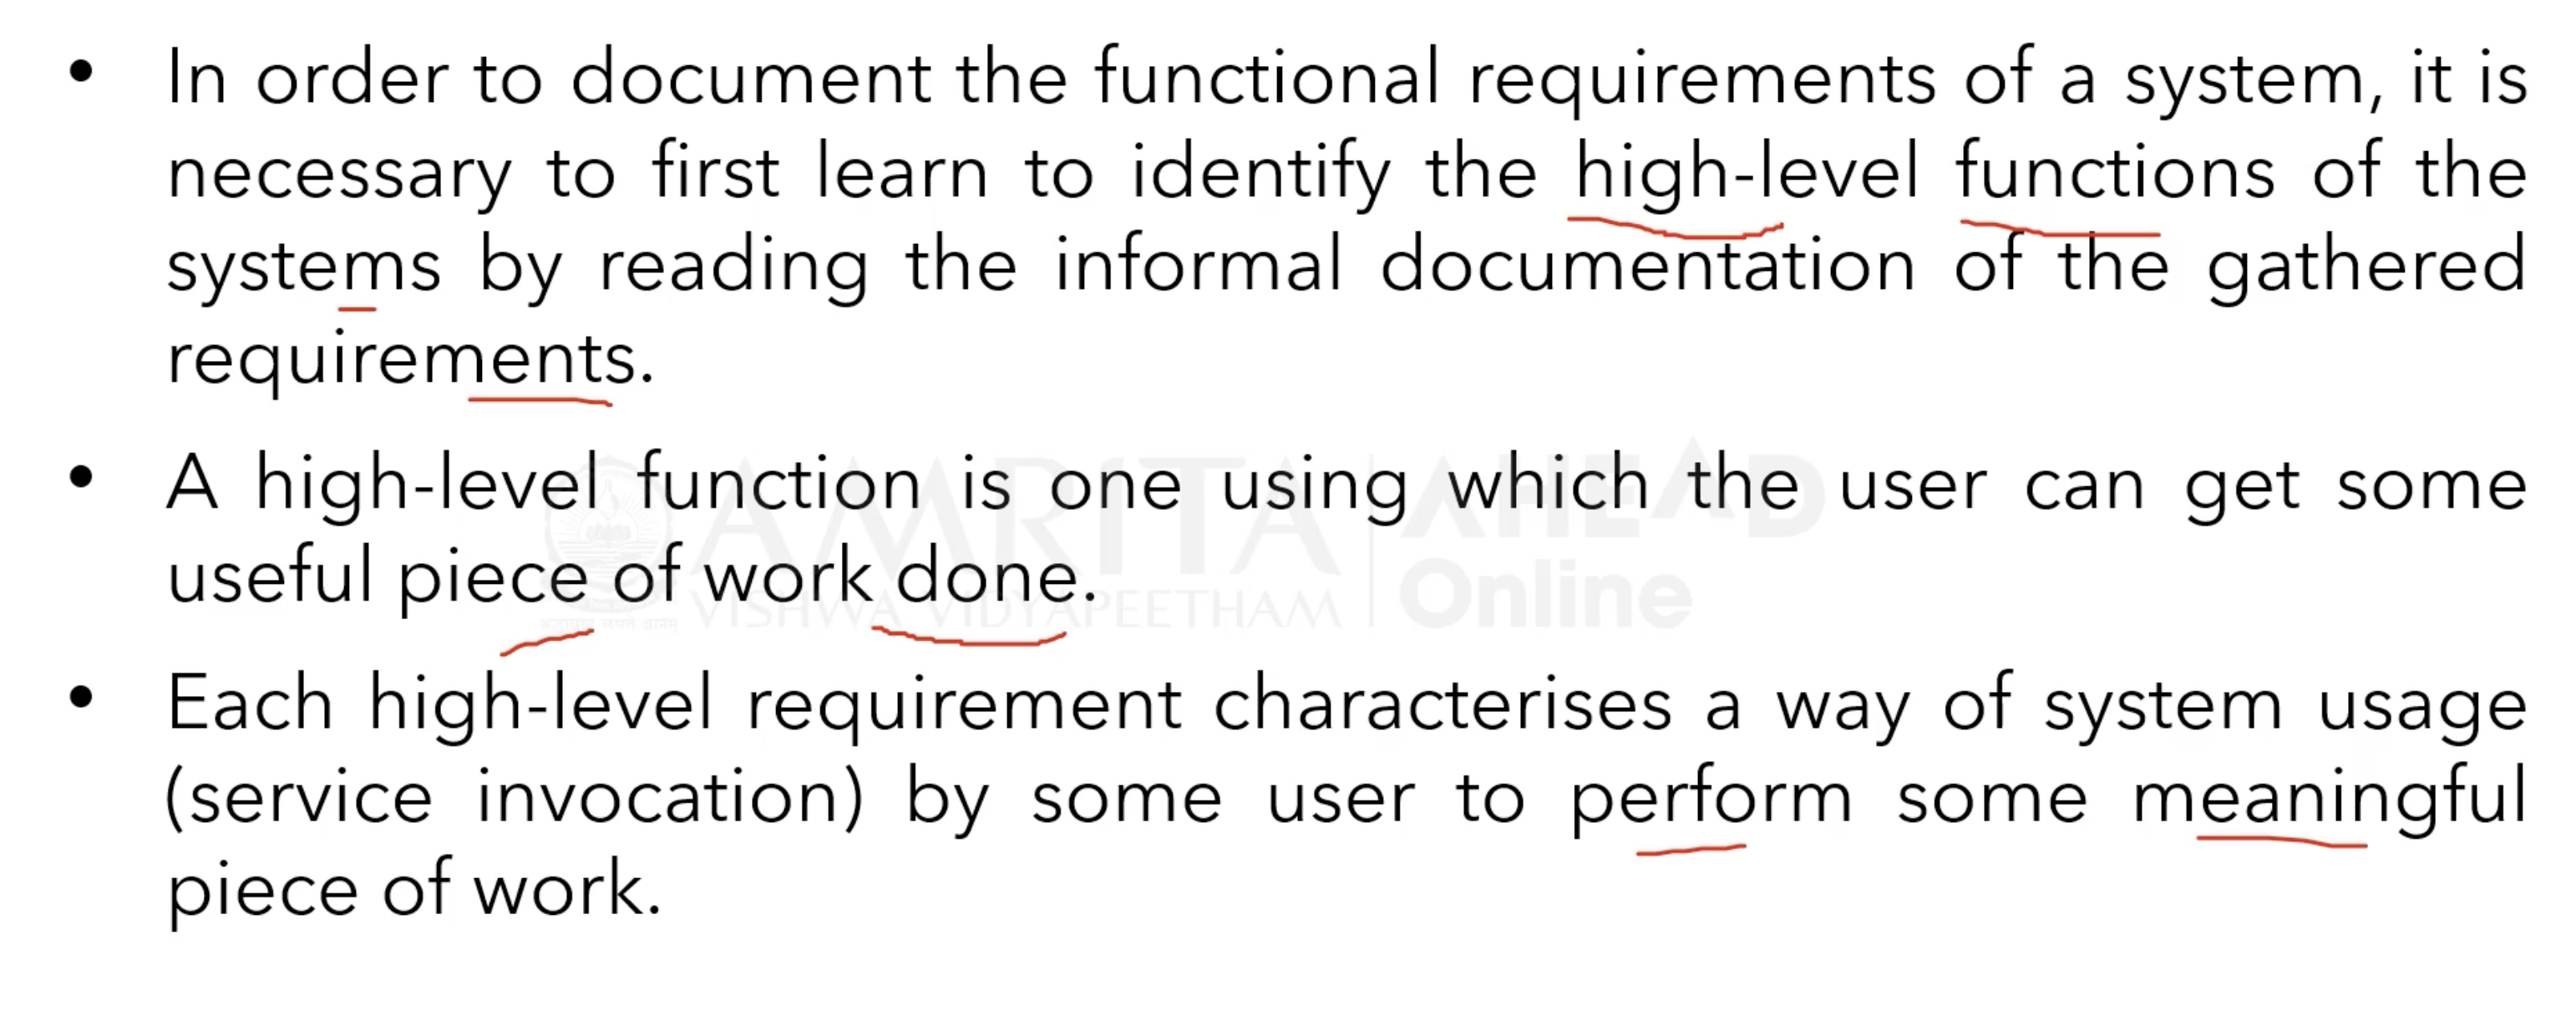 • In order to document the functional requirements of a system, it is
necessary to first learn to identify the high-level functions of the
systems by reading the informal documentation of the gathered
requirements.
• A high-level function is one using which the user can get some
useful piece of work done.
• Each high-level requirement characterises a way of system usage
(service invocation) by some user to perform some meaningful
piece of work.
AMRITA
VISHWA VIDYAPEETHAM
AHEAD
Online